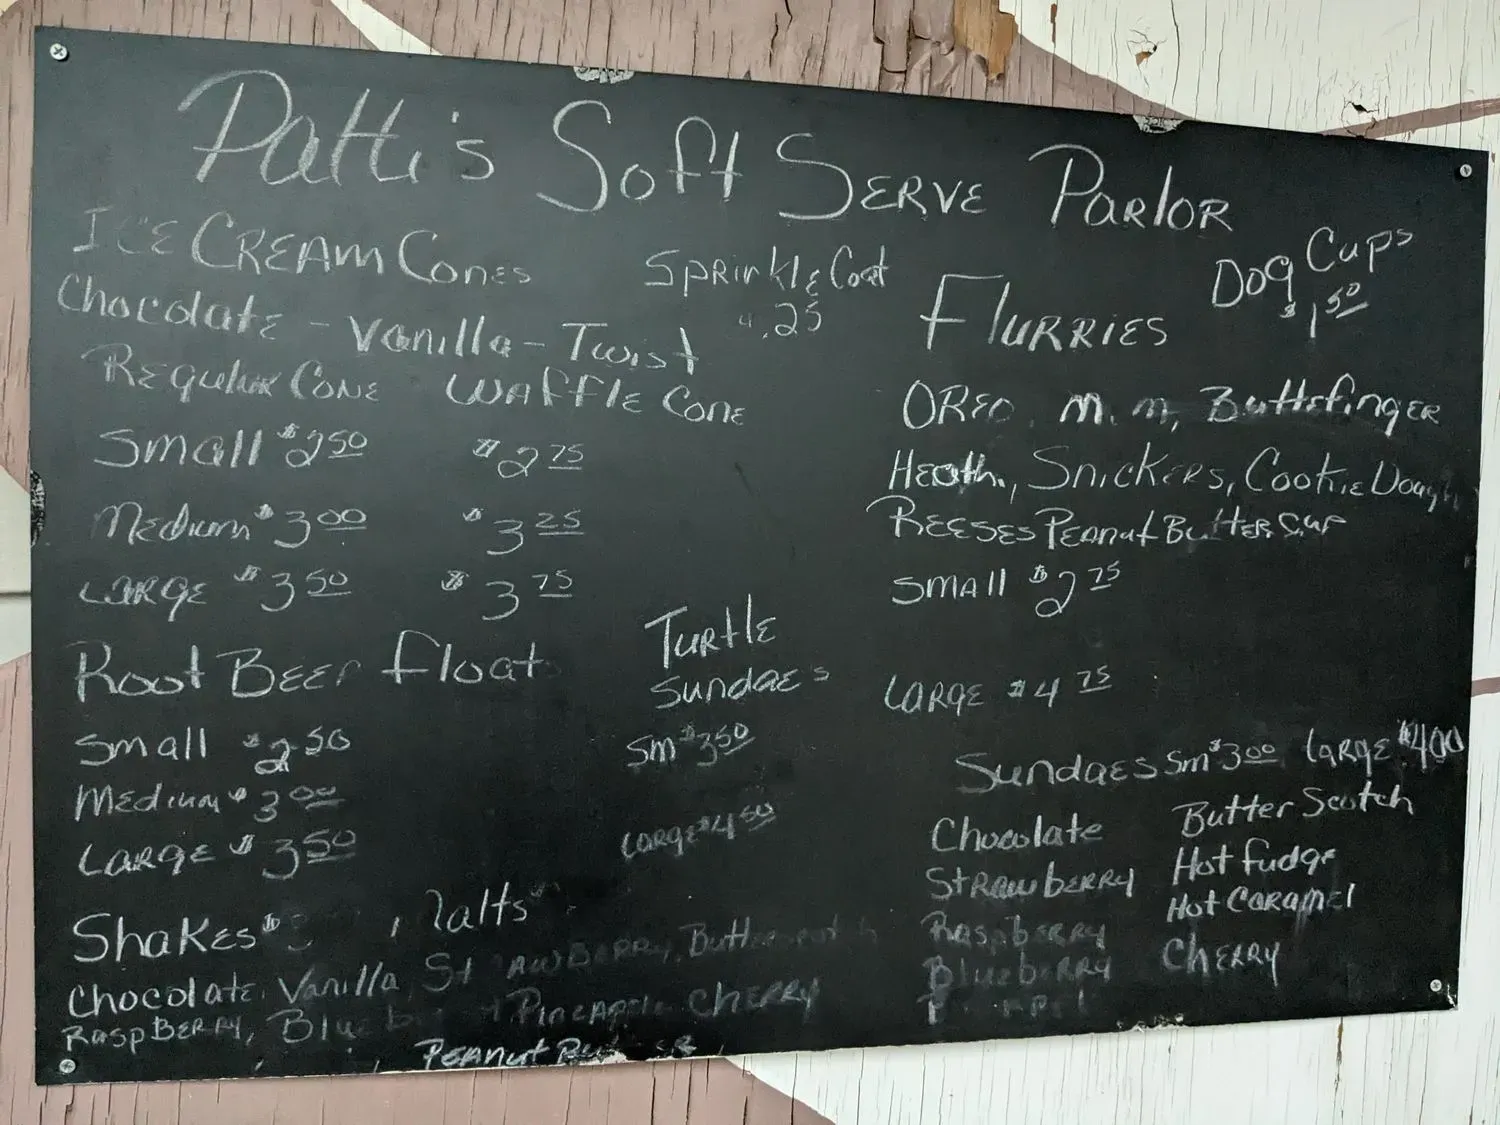 Patti's Soft Serve Parlor
Ice Cream Cones
Chocolate - Vanilla - Twist
Sprinkle Coat
.25
Regular Cone Waffle Cone
Small $2.50 $2.75
Medium $3.00 $3.25
Large $3.50 $3.75
Root Beer Float
Small $2.50
Medium $3.00
Large $3.50
Turtle
Sundaes
Sm $3.50
Large $4.50
Shakes $
Chocolate, Vanilla, Strawberry, Butterscotch
Raspberry, Pineapple Cherry
Peanut
Dog Cups
$1.50
Flurries
OREO, m.m, Butterfinger
Heath, Snickers, Cookie Dough
REESES Peanut Butter Cup
Small $2.75
Large $4.75
Sundaes Sm $3.00 Large $4.00
Chocolate Butter Scotch
Strawberry Hot Fudge
Raspberry Hot Caramel
Blueberry Cherry